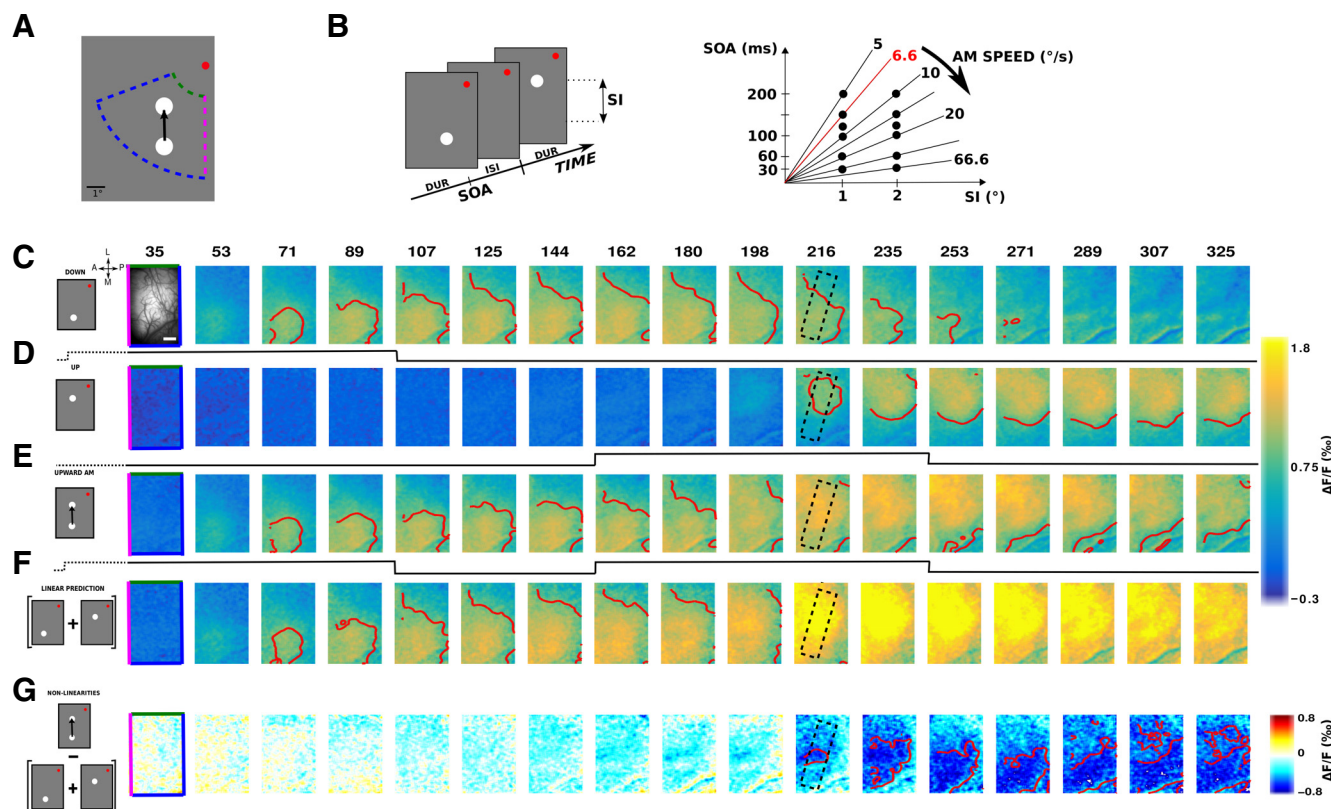 A
1°
B
SI
DUR
ISI
DUR
SOA
TIME
SOA (ms)
AM SPEED (°/s)
5
6.6
10
20
66.6
200
100
60
30
1
2
SI (°)
C
35 53 71 89 107 125 144 162 180 198 216 235 253 271 289 307 325
L
A P
M
DOWN
D
UP
E
UPWARD AM
F
LINEAR PREDICTION
[ + ]
G
NON-LINEARITIES
–
[ + ]
1.8
0.75
−0.3
ΔF/F (‰)
0.8
0
−0.8
ΔF/F (‰)